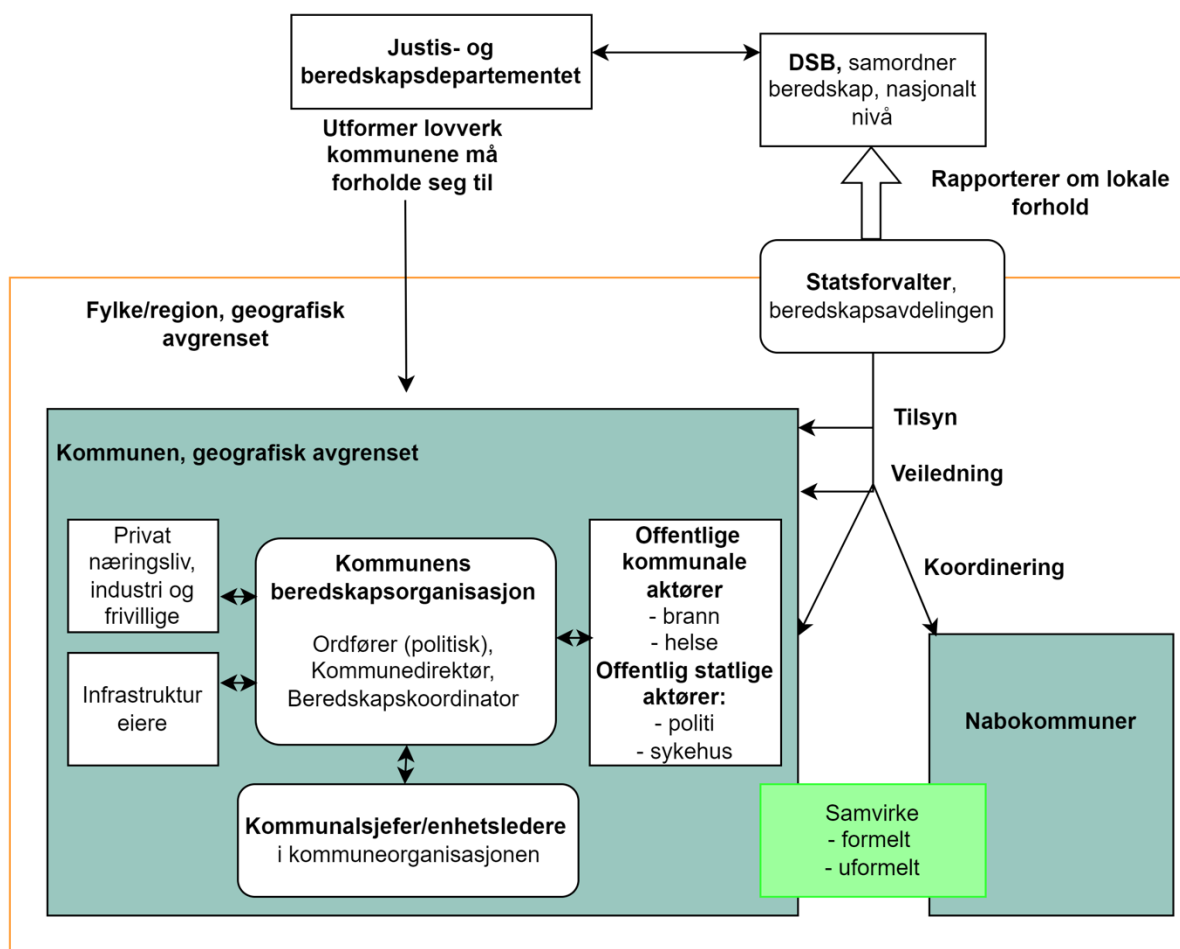 Justis- og
beredskapsdepartementet
DSB, samordner
beredskap, nasjonalt
nivå
Utformer lovverk
kommunene må
forholde seg til
Rapporterer om lokale
forhold
Statsforvalter,
beredskapsavdelingen
Fylke/region, geografisk
avgrenset
Tilsyn
Veiledning
Koordinering
Kommunen, geografisk avgrenset
Privat
næringsliv,
industri og
frivillige
Infrastruktur
eiere
Kommunens
beredskapsorganisasjon
Ordfører (politisk),
Kommunedirektør,
Beredskapskoordinator
Offentlige
kommunale
aktører
- brann
- helse
Offentlig statlige
aktører:
- politi
- sykehus
Kommunalsjefer/enhetsledere
i kommuneorganisasjonen
Nabokommuner
Samvirke
- formelt
- uformelt